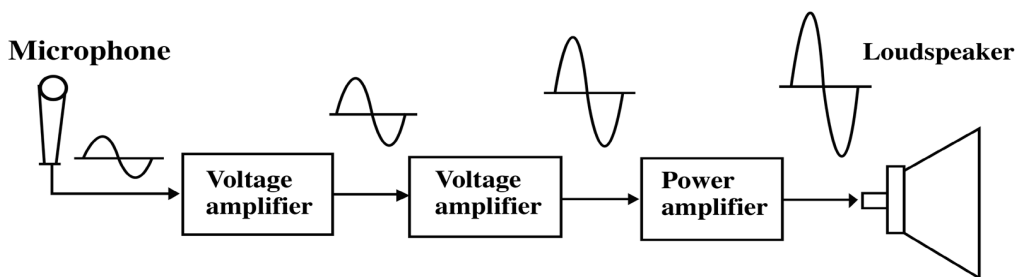 Microphone
Loudspeaker
Voltage
amplifier
Voltage
amplifier
Power
amplifier